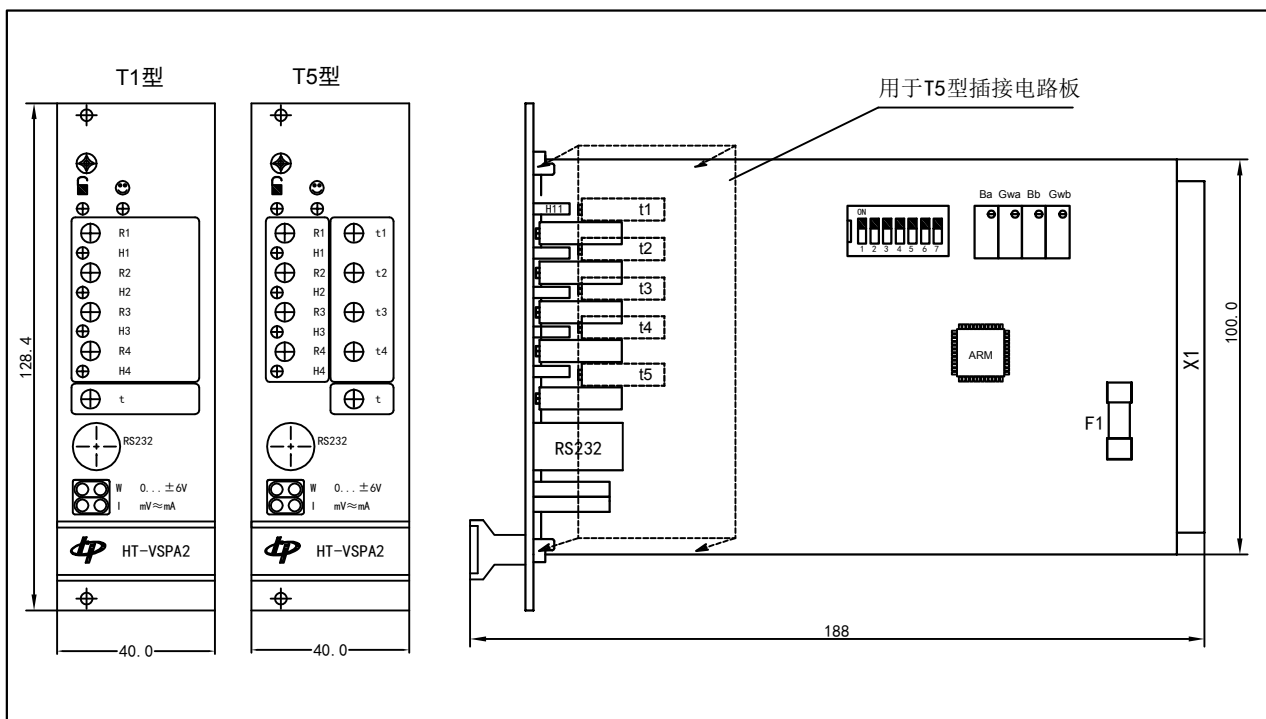 T1型
R1
H1
R2
H2
R3
H3
R4
H4
t
RS232
W 0...±6V
I mV≈mA
HT-VSPA2
128.4
40.0
T5型
R1 t1
H1
R2 t2
H2
R3 t3
H3
R4 t4
H4
t
RS232
W 0...±6V
I mV≈mA
HT-VSPA2
40.0
用于T5型插接电路板
H11
t1
t2
t3
t4
t5
RS232
ON
1 2 3 4 5 6 7
Ba Gwa Bb Gwb
ARM
F1
X1
100.0
188